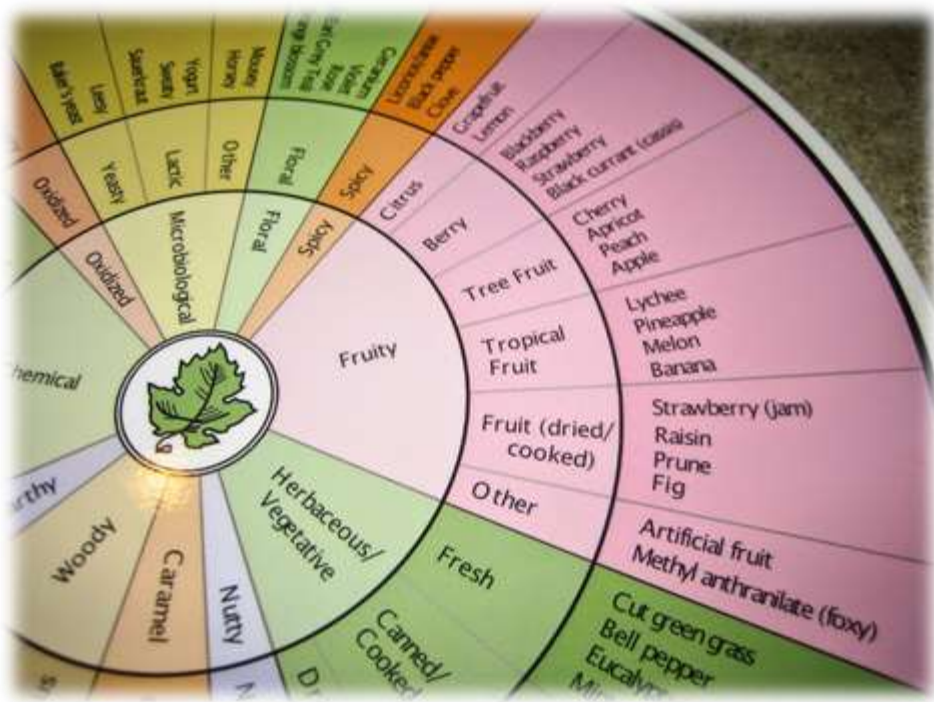 Leesy
Baker's yeast
Yogurt
Sweaty
Sauerkraut
Mousey
Horsey
Geranium
Violet
Rose
Orange blossom
Licorice/anise
Black pepper
Clove
Grapefruit
Lemon
Blackberry
Raspberry
Strawberry
Black currant (cassis)
Cherry
Apricot
Peach
Apple
Lychee
Pineapple
Melon
Banana
Strawberry (jam)
Raisin
Prune
Fig
Artificial fruit
Methyl anthranilate (foxy)
Cut green grass
Bell pepper
Oxidized
Yeasty
Lactic
Other
Floral
Spicy
Citrus
Berry
Tree Fruit
Tropical
Fruit
Fruit (dried/
cooked)
Other
Fresh
Canned/
Cooked
Oxidized
Microbiological
Floral
Spicy
Fruity
Herbaceous/
Vegetative
Nutty
Caramel
Woody
rthy
hemical